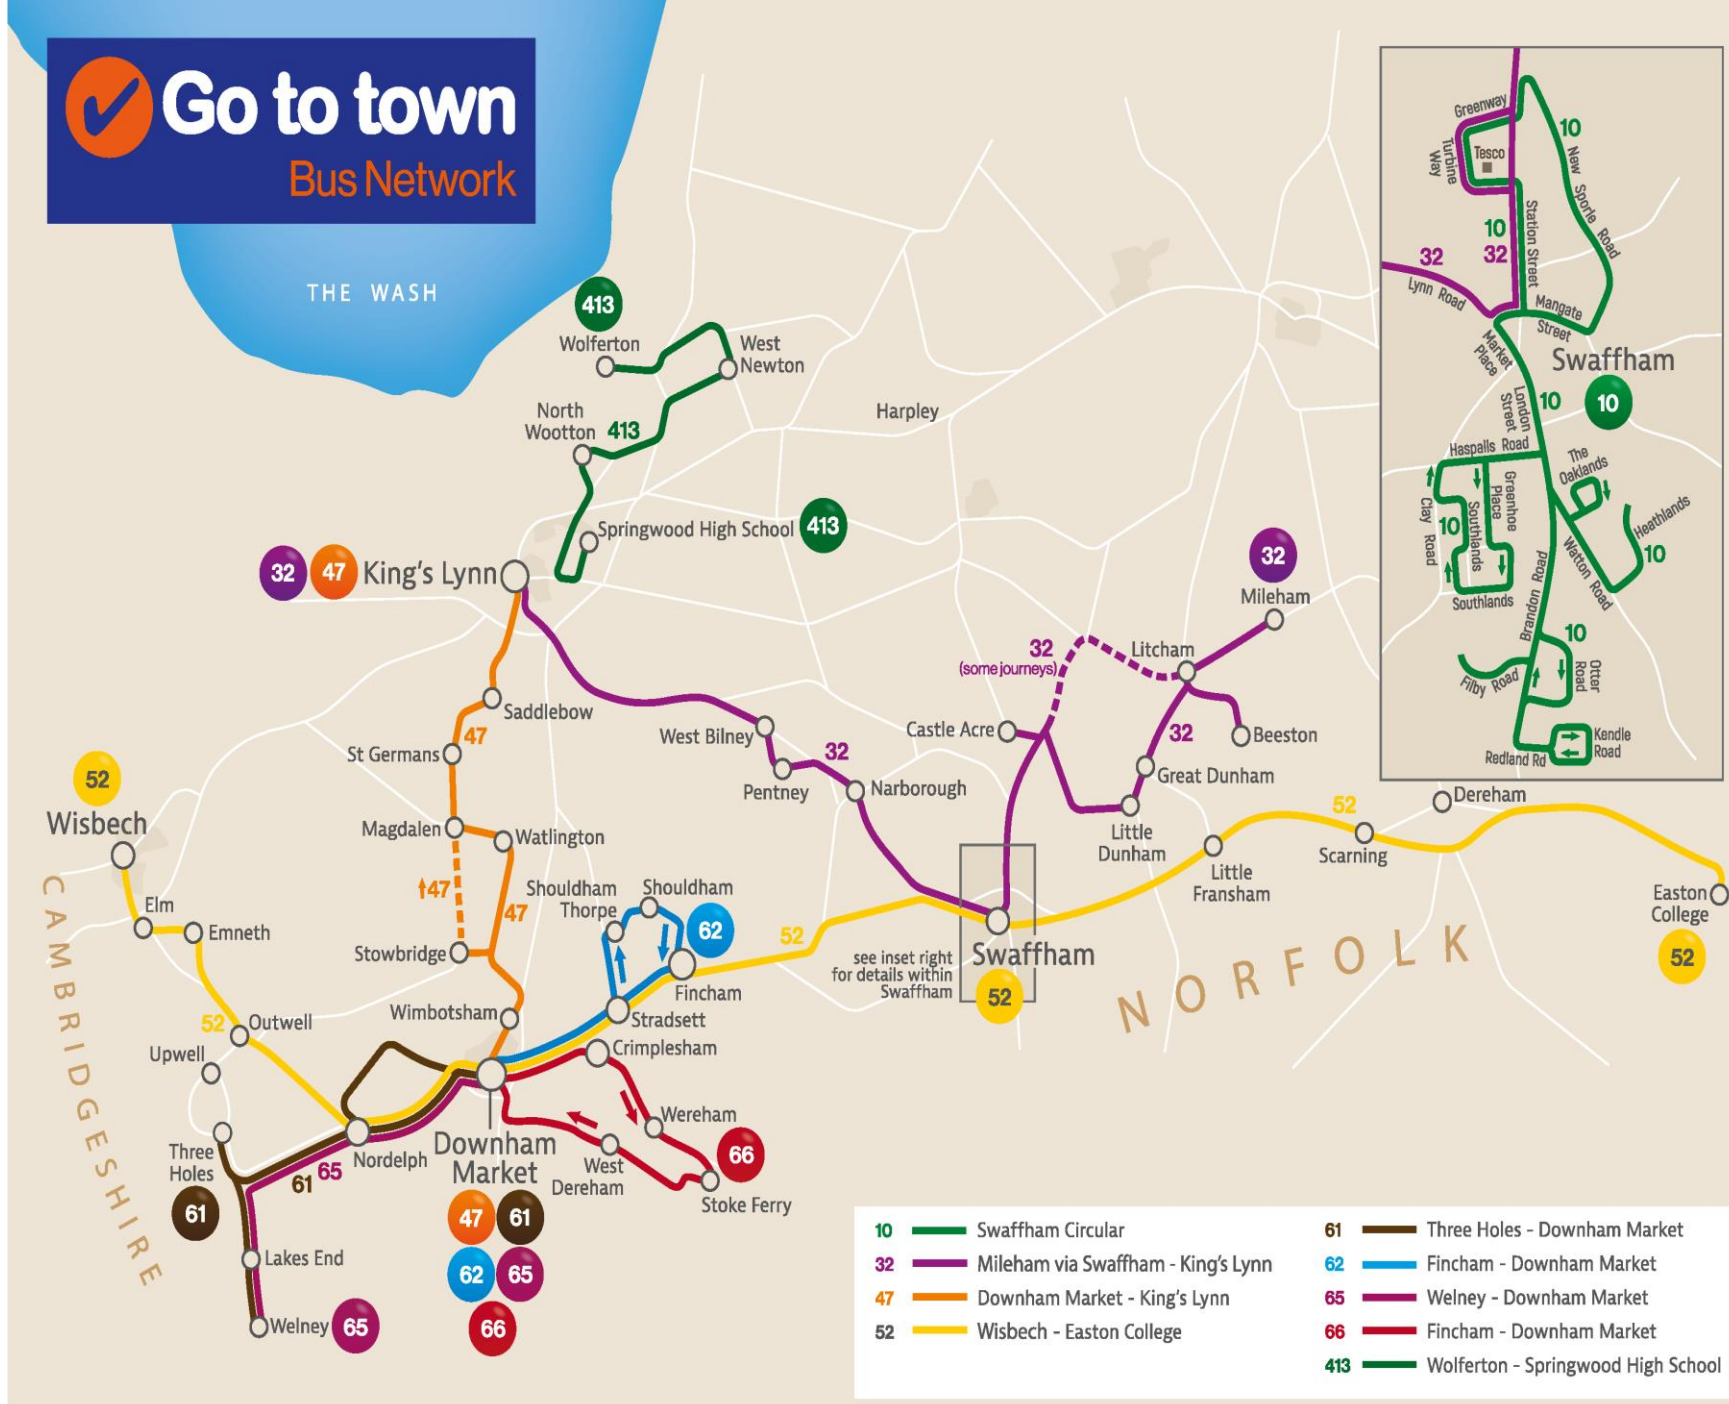 Go to town
Bus Network
THE WASH
413
Wolferton
West
Newton
North
Wootton
413
Harpley
Springwood High School
413
32
47
King's Lynn
32
Mileham
Saddlebow
47
St Germans
West Bilney
Pentney
32
Narborough
Castle Acre
32
(some journeys)
Litcham
32
Beeston
Great Dunham
Little
Dunham
52
Wisbech
Magdalen
Watlington
47
47
Stowbridge
Shouldham
Thorpe
Shouldham
62
Fincham
52
Stradsett
see inset right
for details within
Swaffham
Swaffham
52
Little
Fransham
52
Scarning
Dereham
Easton
College
52
NORFOLK
CAMBRIDGESHIRE
Elm
Emneth
52
Outwell
Upwell
Three
Holes
61
61
65
Nordelph
Wimbotsham
Downham
Market
47
61
62
65
66
Crimplesham
Wereham
West
Dereham
66
Stoke Ferry
Lakes End
Welney
65
Greenway
Turbine
Way
Tesco
10
New Sporle Road
10
32
Station Street
32
Lynn Road
Mangate
Street
Market
Place
Swaffham
10
London
Street
10
Haspalls Road
The
Oaklands
Clay Road
10
Southlands
Greenhoe
Place
Southlands
Heathlands
10
Watton Road
Brandon Road
10
Otter
Road
Filby Road
Redland Rd
Kendle
Road
10 Swaffham Circular
32 Mileham via Swaffham - King's Lynn
47 Downham Market - King's Lynn
52 Wisbech - Easton College
61 Three Holes - Downham Market
62 Fincham - Downham Market
65 Welney - Downham Market
66 Fincham - Downham Market
413 Wolferton - Springwood High School